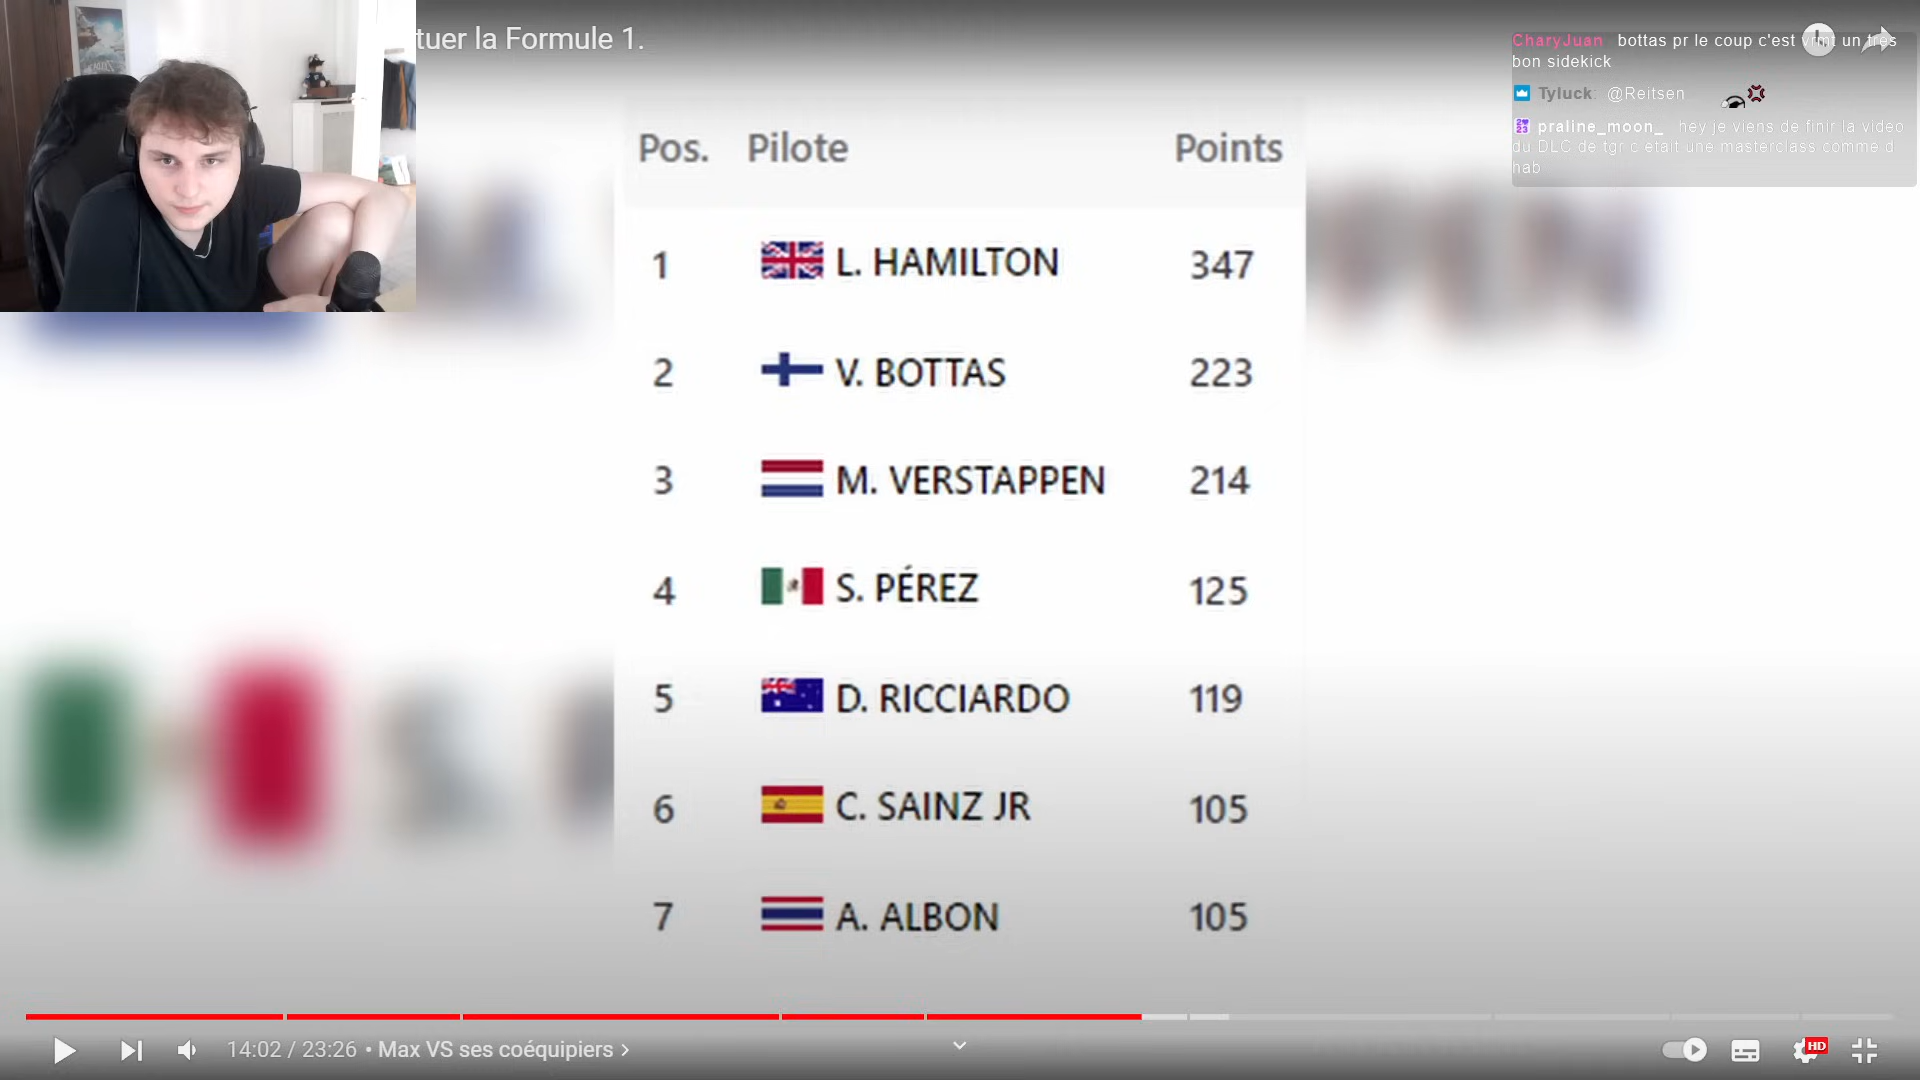 tuer la Formule 1.
CharyJuan bottas pr le coup c'est vrmt un très
bon sidekick
Tyluck: @Reitsen
praline_moon_ hey je viens de finir la video
du DLC de tgr c etait une masterclass comme d
hab
Pos. Pilote Points
1 L. HAMILTON 347
2 V. BOTTAS 223
3 M. VERSTAPPEN 214
4 S. PÉREZ 125
5 D. RICCIARDO 119
6 C. SAINZ JR 105
7 A. ALBON 105
14:02 / 23:26 • Max VS ses coéquipiers >
HD